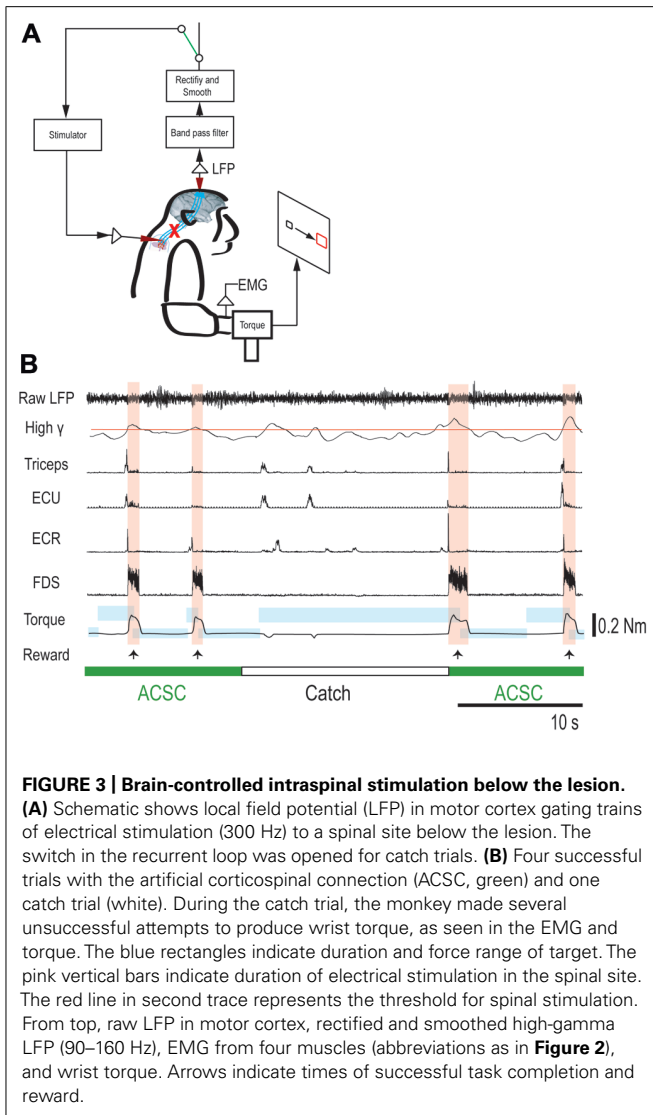 A
Rectifiy and
Smooth
Stimulator
Band pass filter
LFP
X
EMG
Torque
B
Raw LFP
High γ
Triceps
ECU
ECR
FDS
Torque
0.2 Nm
Reward
ACSC
Catch
ACSC
10 s
FIGURE 3 | Brain-controlled intraspinal stimulation below the lesion.
(A) Schematic shows local field potential (LFP) in motor cortex gating trains
of electrical stimulation (300 Hz) to a spinal site below the lesion. The
switch in the recurrent loop was opened for catch trials. (B) Four successful
trials with the artificial corticospinal connection (ACSC, green) and one
catch trial (white). During the catch trial, the monkey made several
unsuccessful attempts to produce wrist torque, as seen in the EMG and
torque. The blue rectangles indicate duration and force range of target. The
pink vertical bars indicate duration of electrical stimulation in the spinal site.
The red line in second trace represents the threshold for spinal stimulation.
From top, raw LFP in motor cortex, rectified and smoothed high-gamma
LFP (90–160 Hz), EMG from four muscles (abbreviations as in Figure 2),
and wrist torque. Arrows indicate times of successful task completion and
reward.